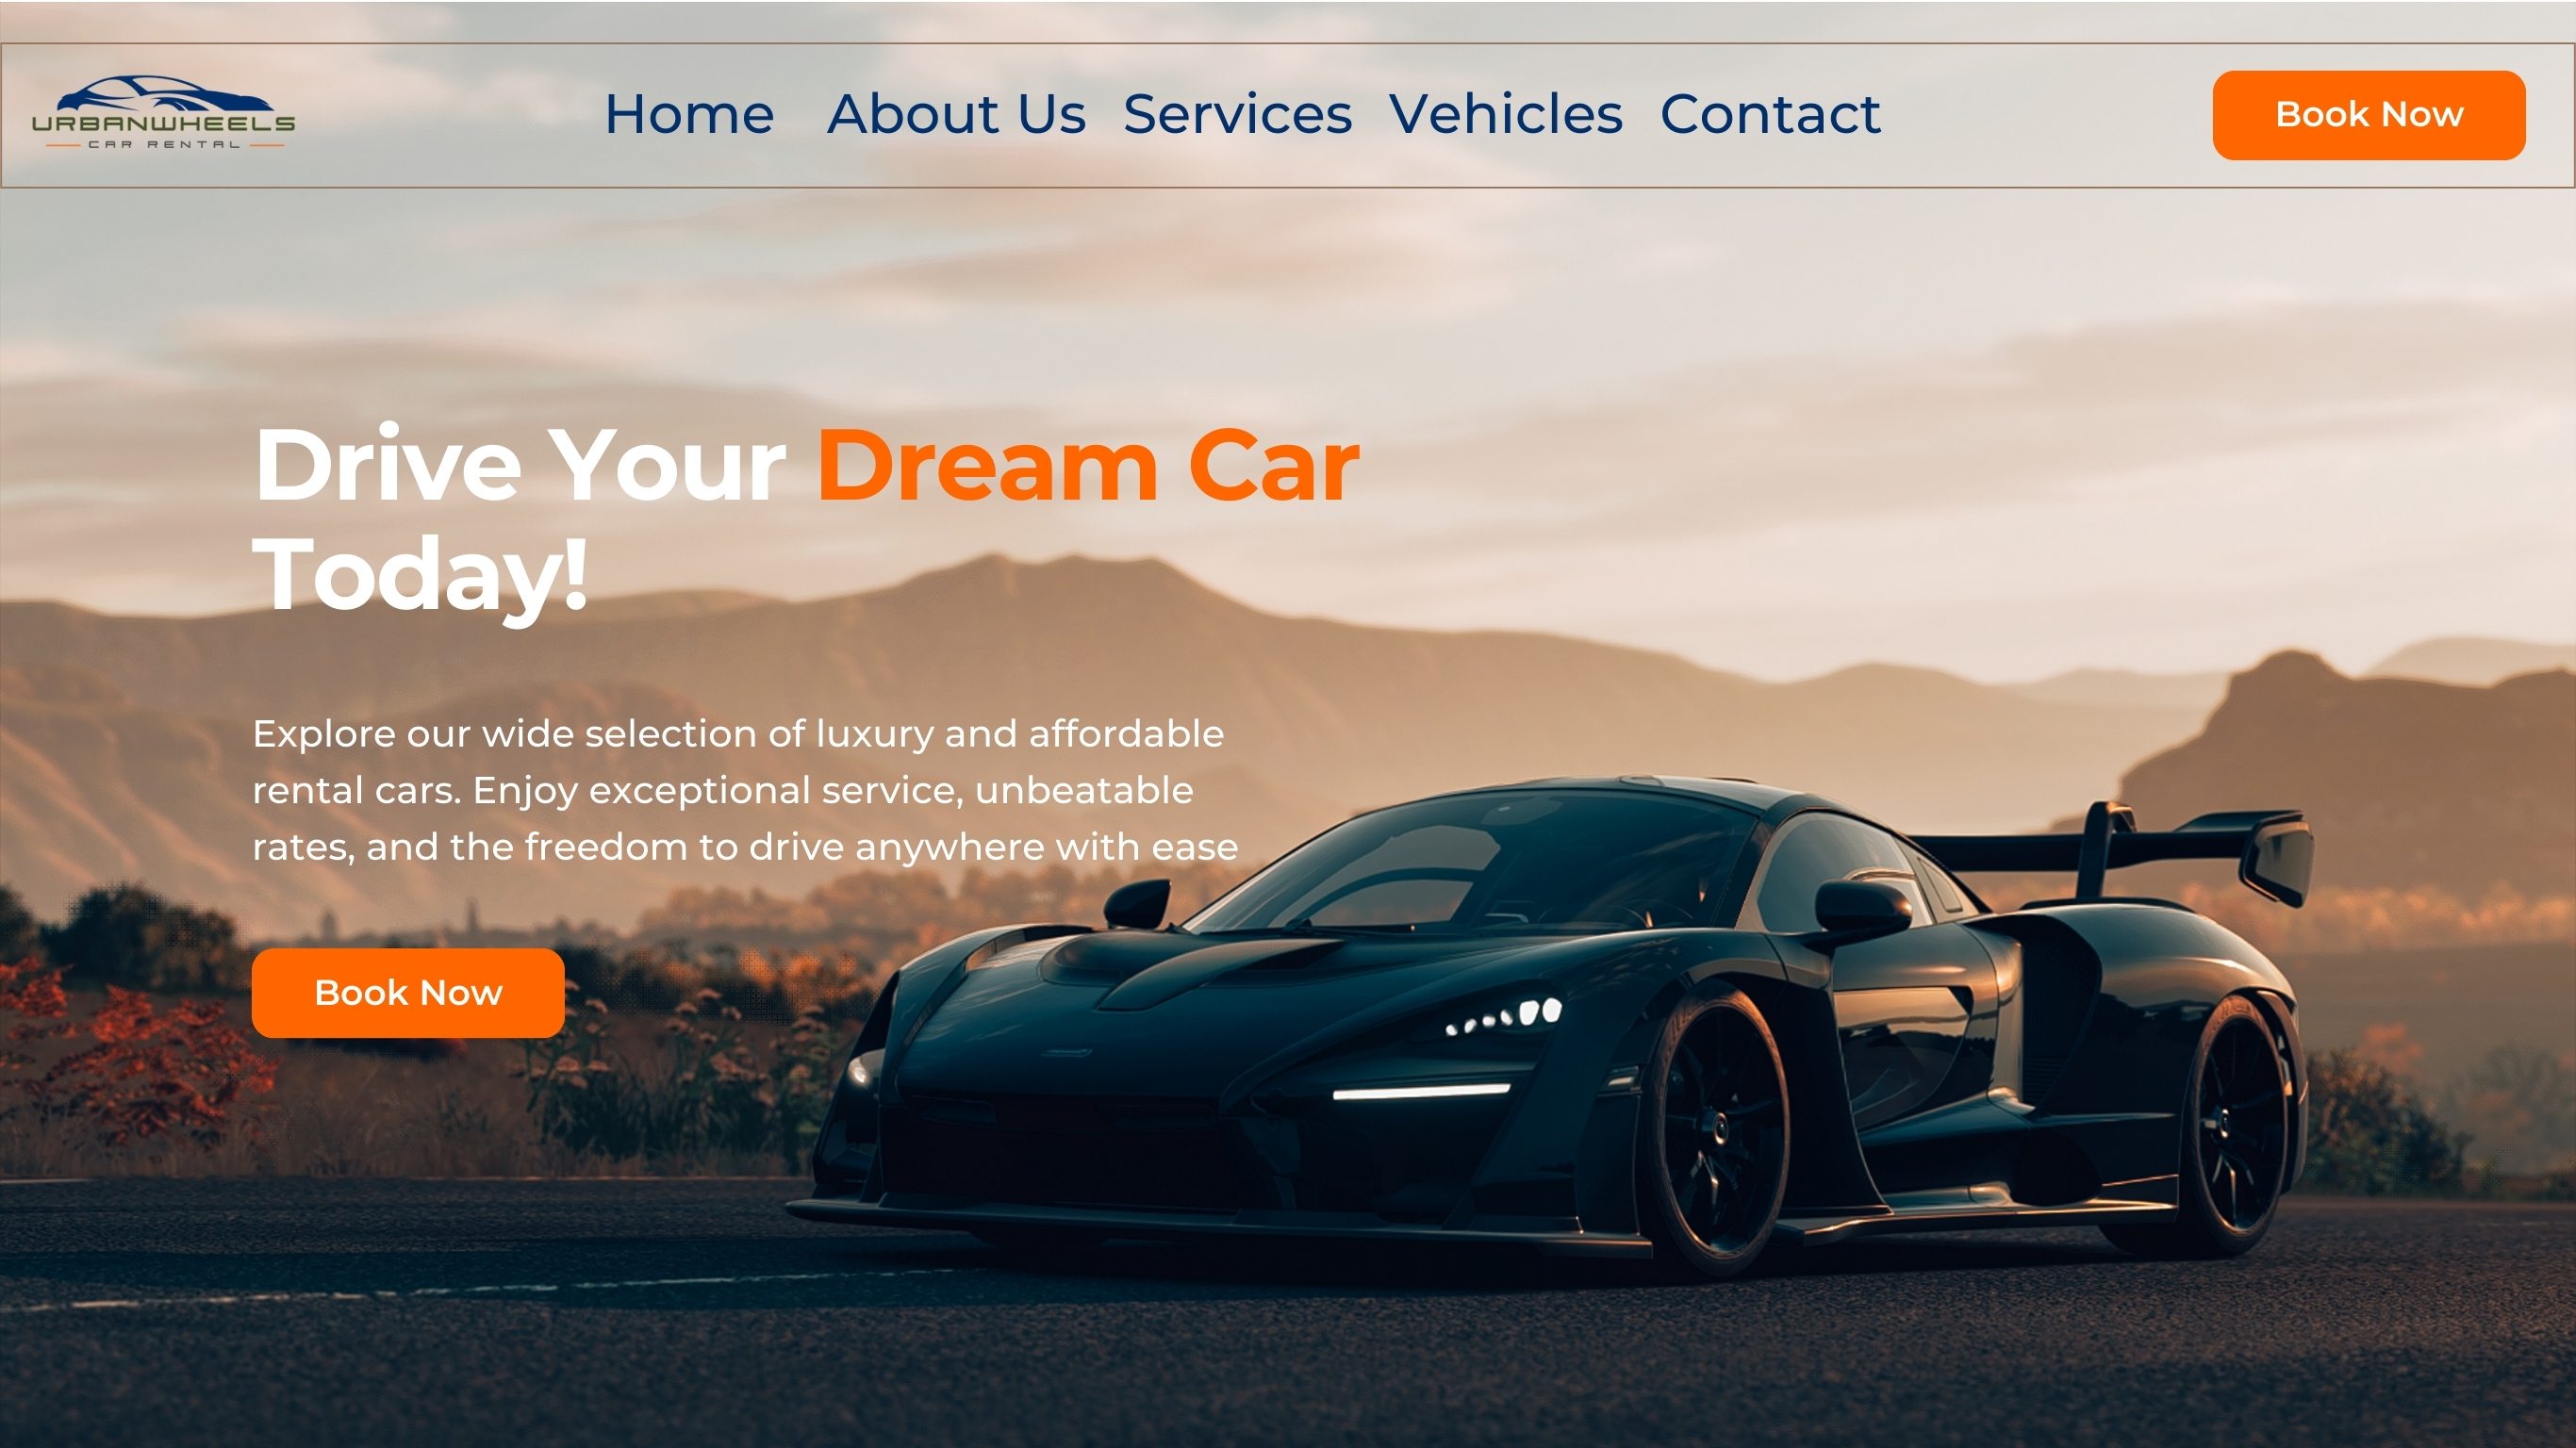 URBANWHEELS
CAR RENTAL
Home About Us Services Vehicles Contact
Book Now
Drive Your Dream Car
Today!
Explore our wide selection of luxury and affordable
rental cars. Enjoy exceptional service, unbeatable
rates, and the freedom to drive anywhere with ease
Book Now